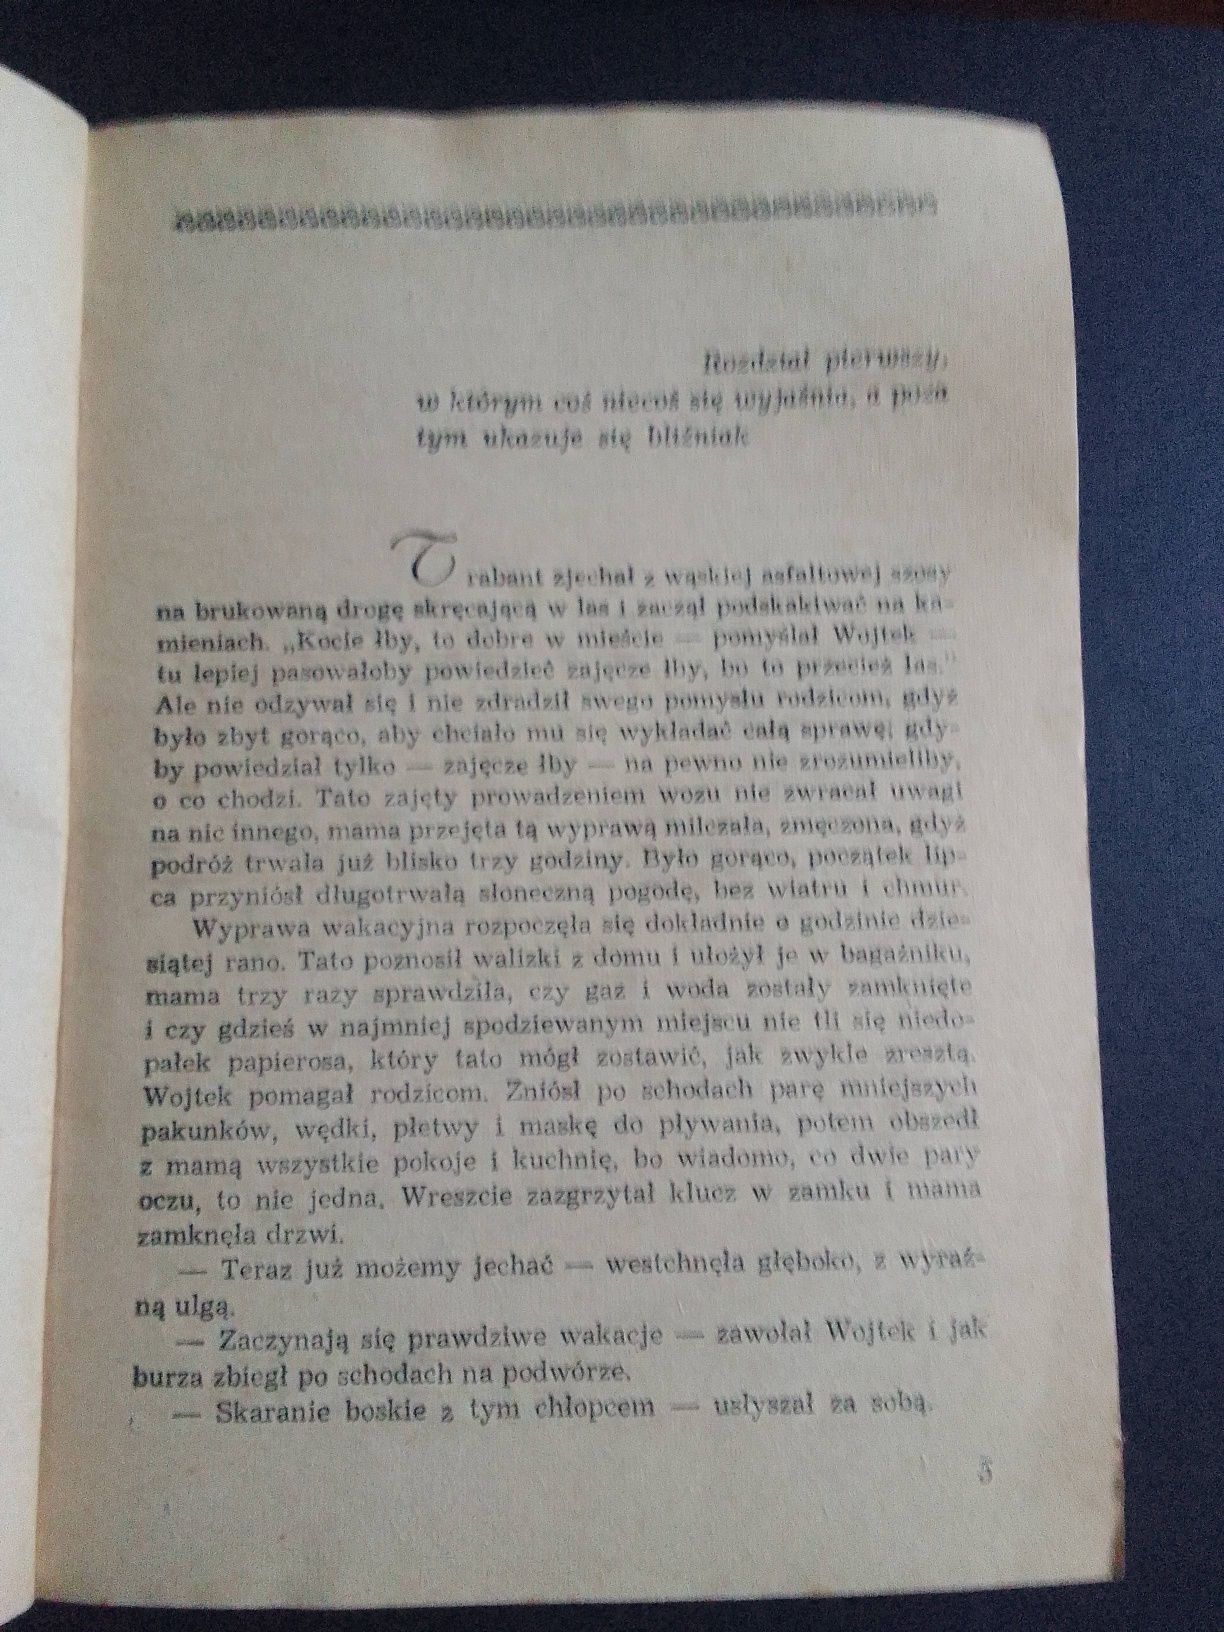 Rozdział pierwszy,
w którym coś niecoś się wyjaśnia, a poza
tym ukazuje się bliźniak
Trabant zjechał z wąskiej asfaltowej szosy
na brukowaną drogę skręcającą w las i zaczął podskakiwać na ka-
mieniach. „Kocie łby, to dobre w mieście — pomyślał Wojtek —
tu lepiej pasowałoby powiedzieć zajęcze łby, bo to przecież las."
Ale nie odzywał się i nie zdradził swego pomysłu rodzicom, gdyż
było zbyt gorąco, aby chciało mu się wykładać całą sprawę; gdy-
by powiedział tylko — zajęcze łby — na pewno nie zrozumieliby,
o co chodzi. Tato zajęty prowadzeniem wozu nie zwracał uwagi
na nic innego, mama przejęta tą wyprawą milczała, zmęczona, gdyż
podróż trwała już blisko trzy godziny. Było gorąco, początek lip-
ca przyniósł długotrwałą słoneczną pogodę, bez wiatru i chmur.
Wyprawa wakacyjna rozpoczęła się dokładnie o godzinie dzie-
siątej rano. Tato poznosił walizki z domu i ułożył je w bagażniku,
mama trzy razy sprawdziła, czy gaz i woda zostały zamknięte
i czy gdzieś w najmniej spodziewanym miejscu nie tli się niedo-
pałek papierosa, który tato mógł zostawić, jak zwykle zresztą.
Wojtek pomagał rodzicom. Zniósł po schodach parę mniejszych
pakunków, wędki, płetwy i maskę do pływania, potem obszedł
z mamą wszystkie pokoje i kuchnię, bo wiadomo, co dwie pary
oczu, to nie jedna. Wreszcie zazgrzytał klucz w zamku i mama
zamknęła drzwi.
— Teraz już możemy jechać — westchnęła głęboko, z wyraź-
ną ulgą.
— Zaczynają się prawdziwe wakacje — zawołał Wojtek i jak
burza zbiegł po schodach na podwórze.
— Skaranie boskie z tym chłopcem — usłyszał za sobą.
5